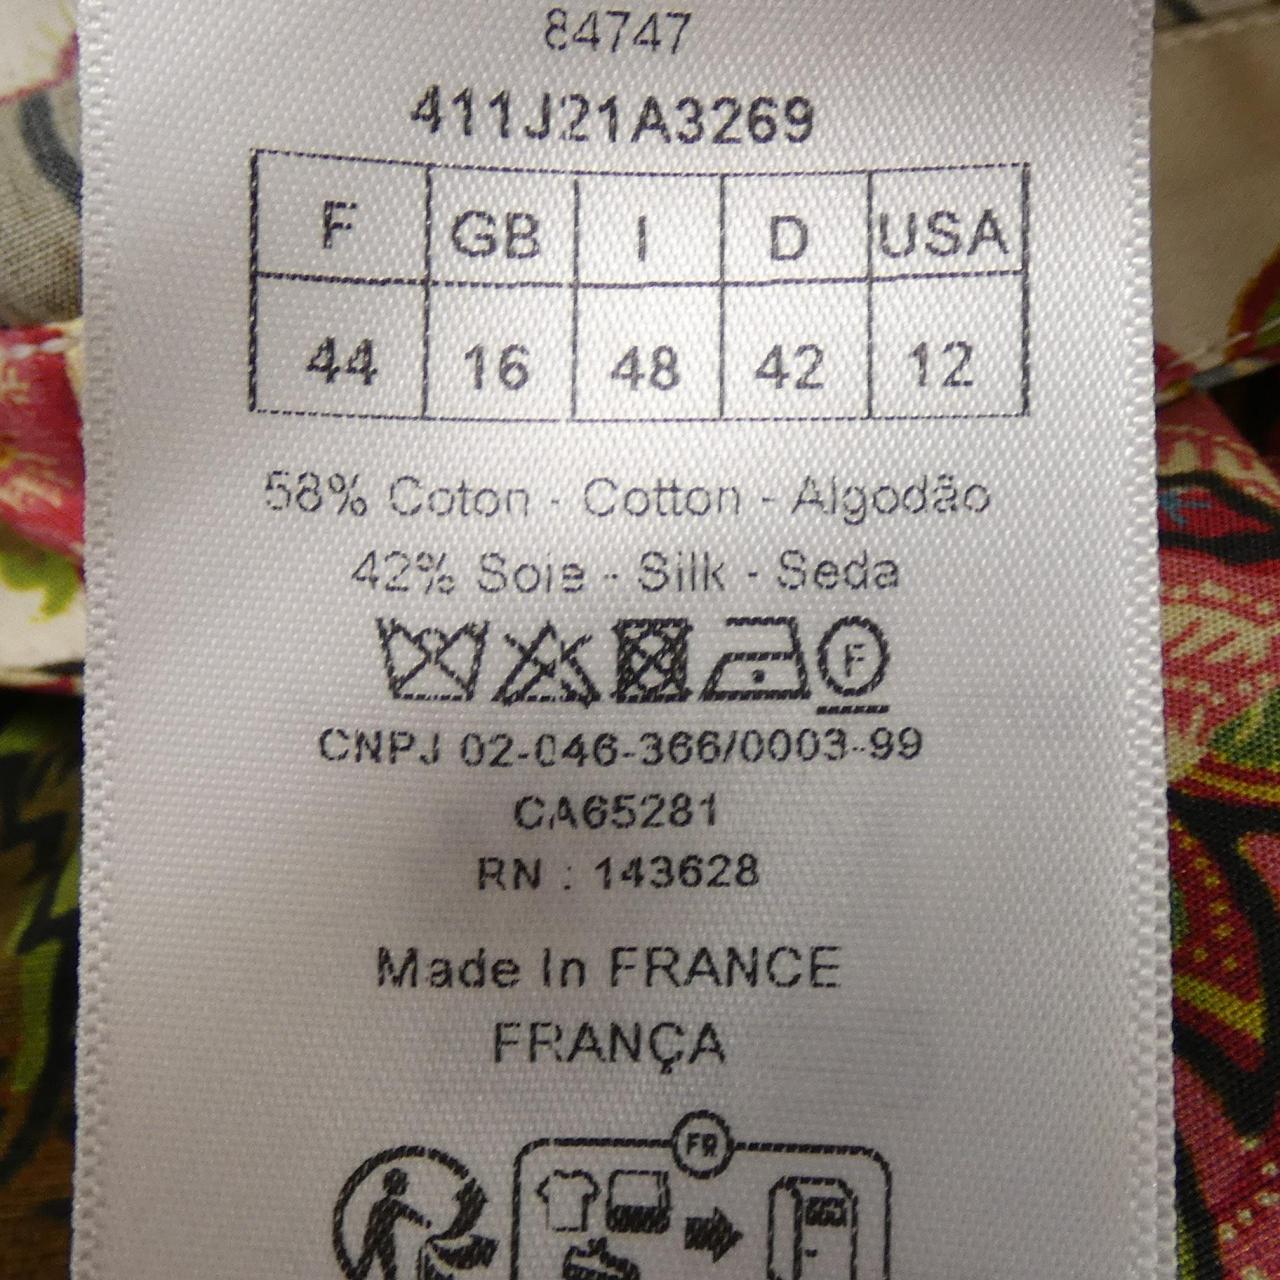 84747
411J21A3269
F GB I D USA
44 16 48 42 12
58% Coton - Cotton - Algodão
42% Soie - Silk - Seda
F
CNPJ 02-046-366/0003-99
CA65281
RN : 143628
Made In FRANCE
FRANÇA
FR